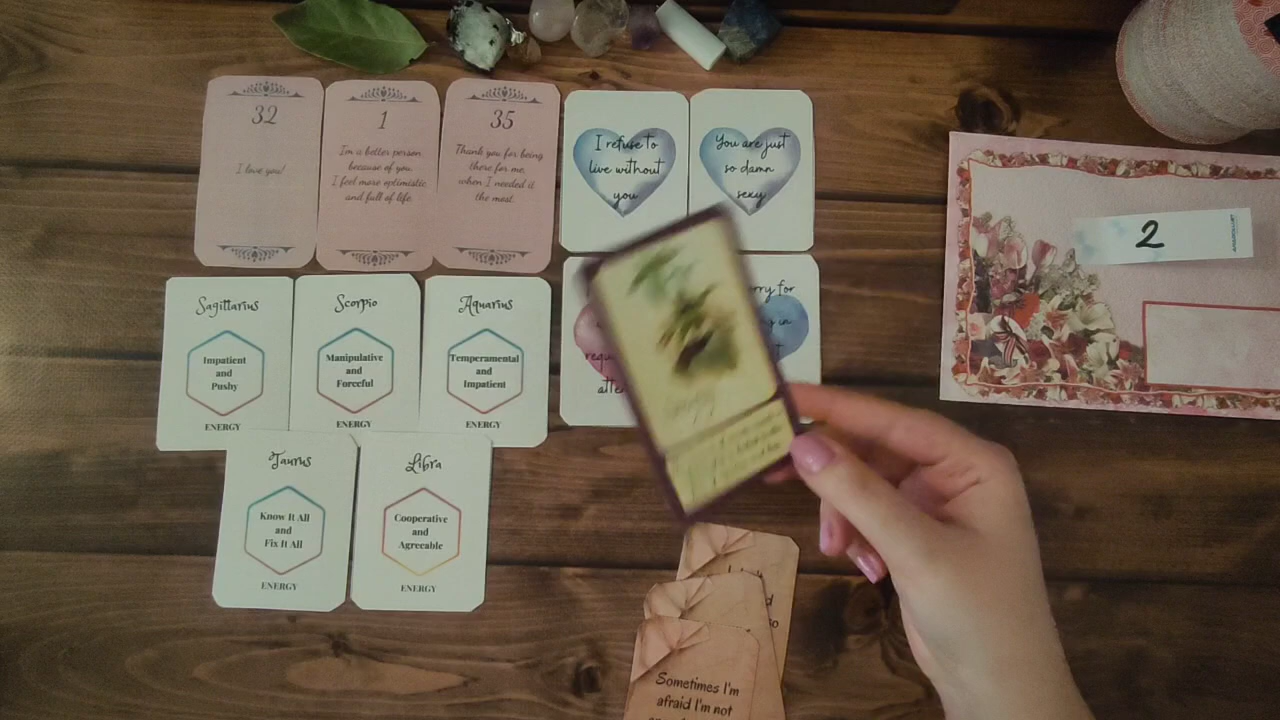 32
I love you!
1
I'm a better person
because of you.
I feel more optimistic
and full of life.
35
Thank you for being
there for me,
when I needed it
the most.
I refuse to
live without
you
You are just
so damn
sexy
2
Sagittarius
Impatient
and
Pushy
ENERGY
Scorpio
Manipulative
and
Forceful
ENERGY
Aquarius
Temperamental
and
Impatient
ENERGY
for
in
Taurus
Know It All
and
Fix It All
ENERGY
Libra
Cooperative
and
Agreeable
ENERGY
Sometimes I'm
afraid I'm not